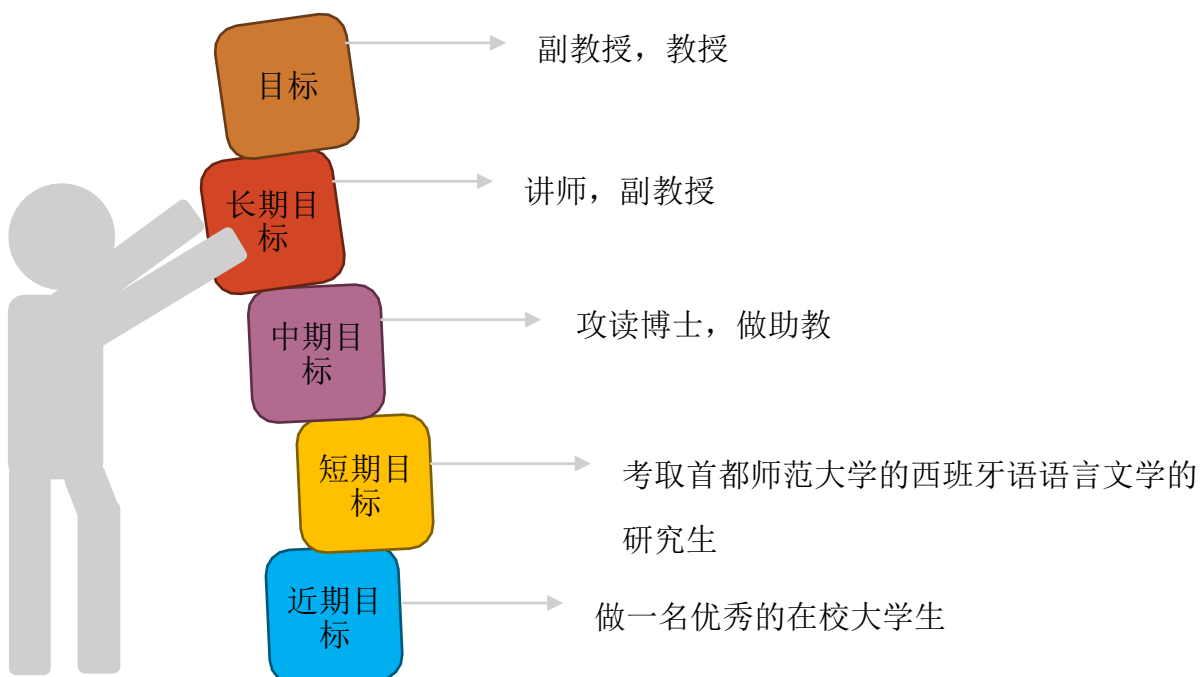 目标
副教授，教授
长期目
标
讲师，副教授
中期目
标
攻读博士，做助教
短期目
标
考取首都师范大学的西班牙语语言文学的
研究生
近期目
标
做一名优秀的在校大学生